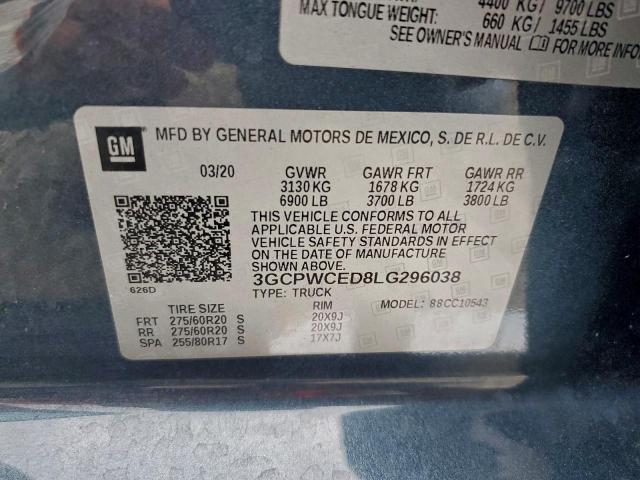 4400 KG/ 9700 LBS
MAX TONGUE WEIGHT: 660 KG/ 1455 LBS
SEE OWNER'S MANUAL FOR MORE INFO
GM
MFD BY GENERAL MOTORS DE MEXICO, S. DE R.L. DE C.V.
03/20 GVWR GAWR FRT GAWR RR
3130 KG 1678 KG 1724 KG
6900 LB 3700 LB 3800 LB
THIS VEHICLE CONFORMS TO ALL
APPLICABLE U.S. FEDERAL MOTOR
VEHICLE SAFETY STANDARDS IN EFFECT ON
THE DATE OF MANUFACTURE SHOWN ABOVE.
3GCPWCED8LG296038
626D
TYPE: TRUCK MODEL: 88CC10543
TIRE SIZE RIM
FRT 275/60R20 S 20X9J
RR 275/60R20 S 20X9J
SPA 255/80R17 S 17X7J